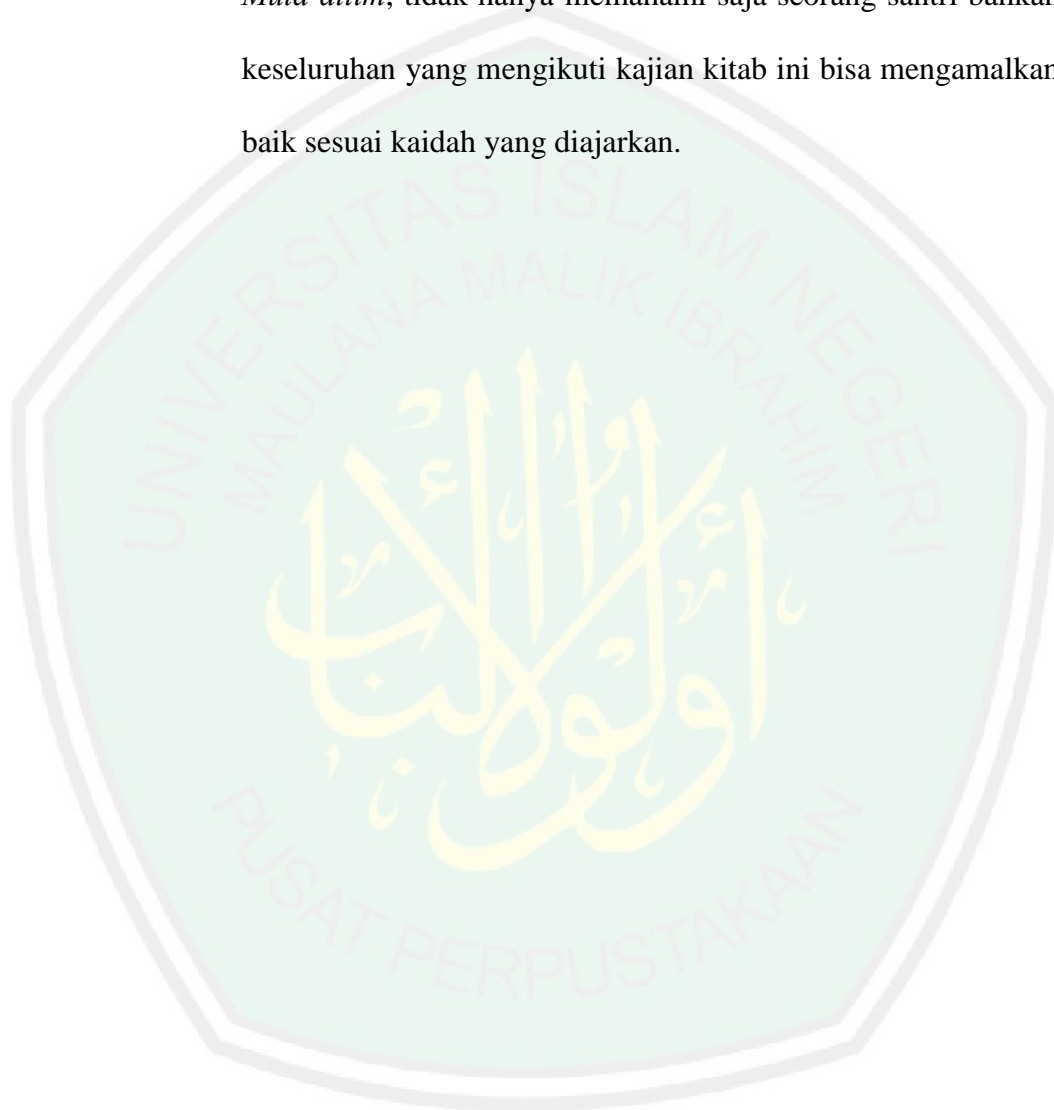 Muta'allim, tidak hanya memahami saja seorang santri bahkan
keseluruhan yang mengikuti kajian kitab ini bisa mengamalkan
baik sesuai kaidah yang diajarkan.
UNIVERSITAS ISLAM NEGERI
MAULANA MALIK IBRAHIM
أولو الألباب
PUSAT PERPUSTAKAAN